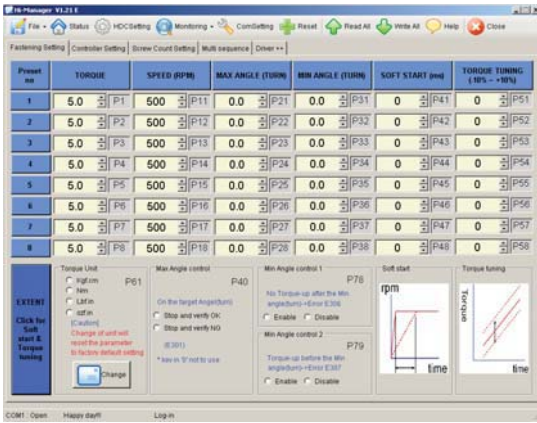 Hi-Manager V1.21 E
File Status HDCSetting Monitoring ComSetting Reset Read All Write All Help Close
Fastening Setting Controller Setting Screw Count Setting Multi sequence Driver ++
Preset no TORQUE SPEED (RPM) MAX ANGLE (TURN) MIN ANGLE (TURN) SOFT START (ms) TORQUE TUNING (-10% ~ +10%)
1 5.0 P1 500 P11 0.0 P21 0.0 P31 0 P41 0 P51
2 5.0 P2 500 P12 0.0 P22 0.0 P32 0 P42 0 P52
3 5.0 P3 500 P13 0.0 P23 0.0 P33 0 P43 0 P53
4 5.0 P4 500 P14 0.0 P24 0.0 P34 0 P44 0 P54
5 5.0 P5 500 P15 0.0 P25 0.0 P35 0 P45 0 P55
6 5.0 P6 500 P16 0.0 P26 0.0 P36 0 P46 0 P56
7 5.0 P7 500 P17 0.0 P27 0.0 P37 0 P47 0 P57
8 5.0 P8 500 P18 0.0 P28 0.0 P38 0 P48 0 P58
EXTENT
Click for
Soft
start &
Torque
tuning
Torque Unit
Kgf.cm P61
Nm
Lbf.in
ozf.in
[Caution]
Change of unit will
reset the parameter
to factory default setting
Change
Max Angle control
P40
On the target Angel(turn)
Stop and verify OK
Stop and verify NG
(E301)
* key in '0' not to use
Min Angle control 1
P78
No Torque-up after the Min.
angle(turn)->Error E306
Enable Disable
Min Angle control 2
P79
Torque-up before the Min
angle(turn)->Error E307
Enable Disable
Soft start
rpm
time
Torque tuning
Torque
time
COM1 : Open Happy day!!! Log-in